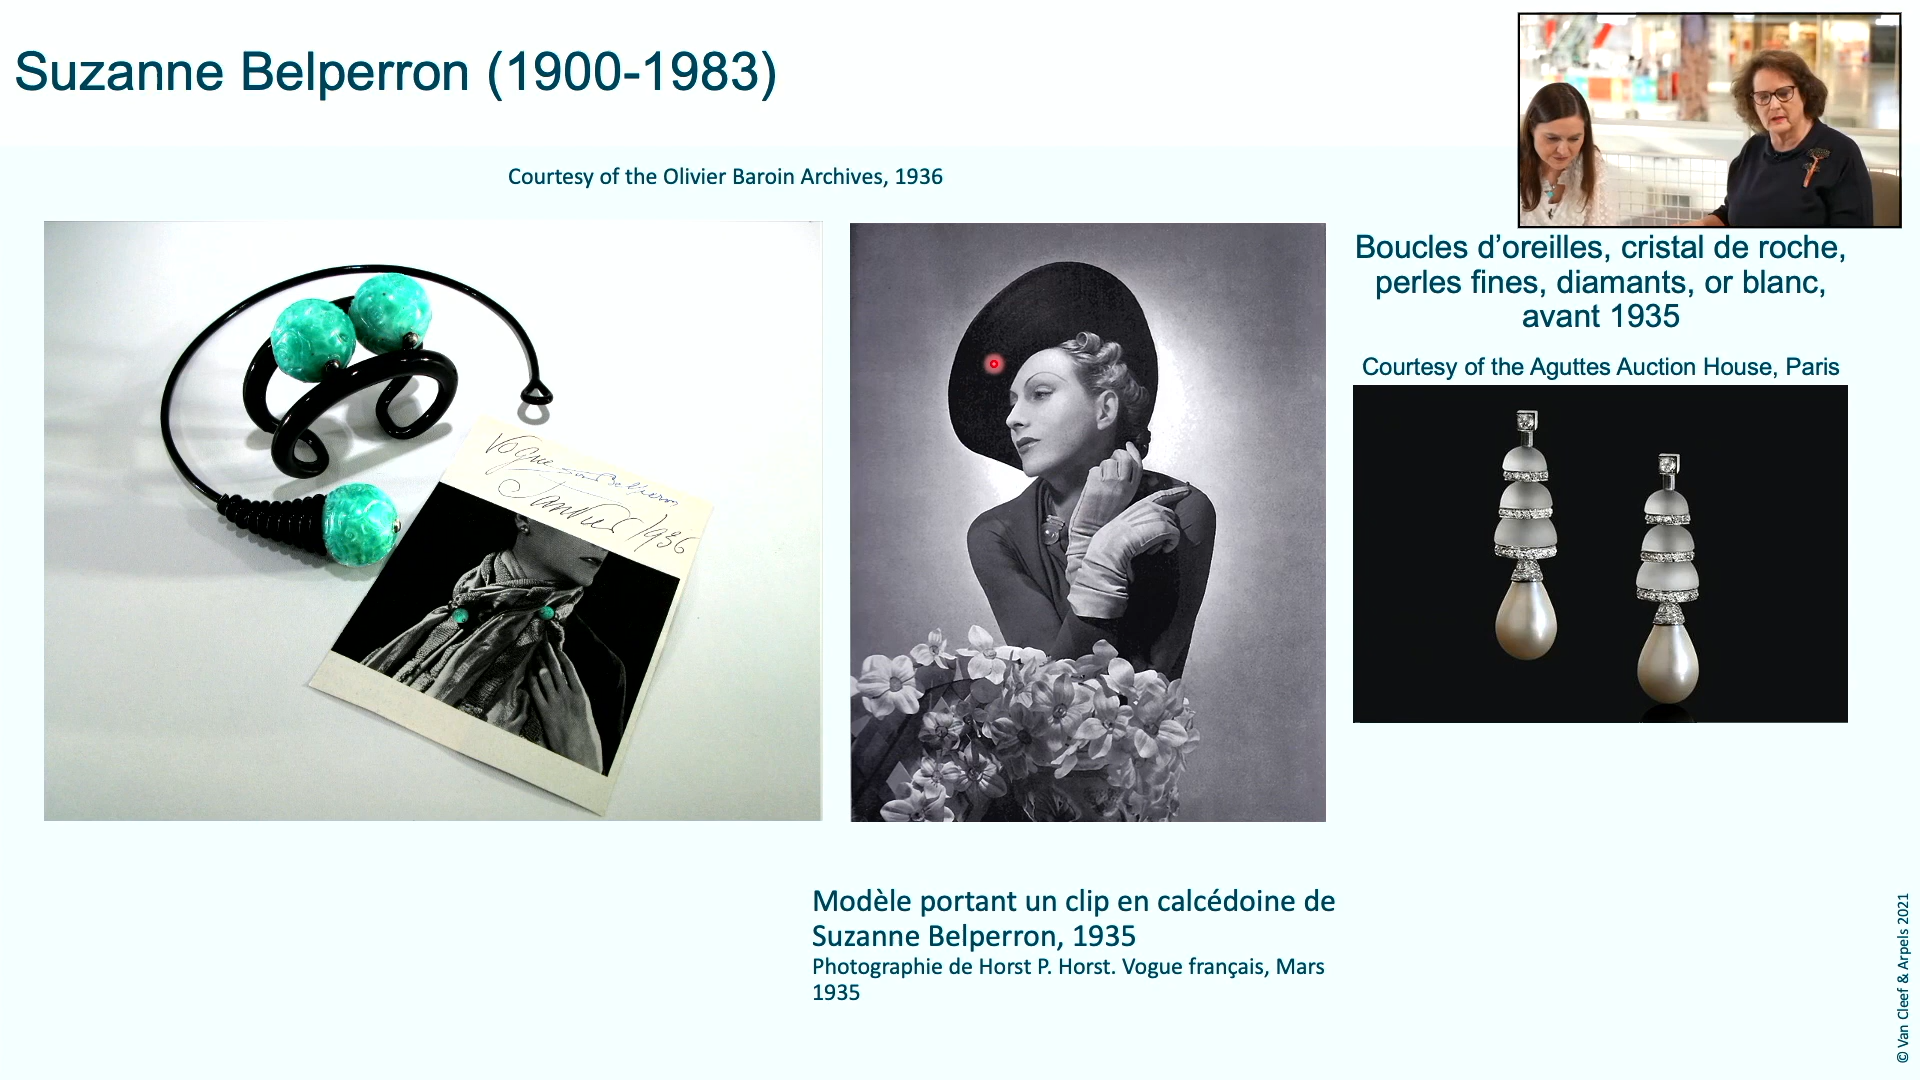 Suzanne Belperron (1900-1983)
Courtesy of the Olivier Baroin Archives, 1936
Vogue
Janvier 1936
Boucles d’oreilles, cristal de roche,
perles fines, diamants, or blanc,
avant 1935
Courtesy of the Aguttes Auction House, Paris
Modèle portant un clip en calcédoine de
Suzanne Belperron, 1935
Photographie de Horst P. Horst. Vogue français, Mars
1935
© Van Cleef & Arpels 2021